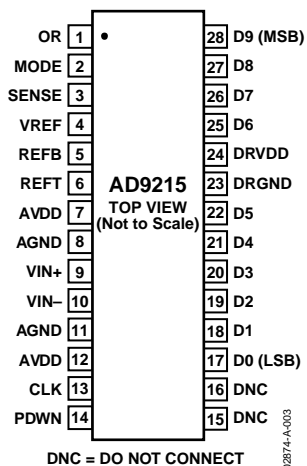 OR 1 28 D9 (MSB)
MODE 2 27 D8
SENSE 3 26 D7
VREF 4 25 D6
REFB 5 24 DRVDD
REFT 6 AD9215 23 DRGND
AVDD 7 TOP VIEW 22 D5
AGND 8 (Not to Scale) 21 D4
VIN+ 9 20 D3
VIN– 10 19 D2
AGND 11 18 D1
AVDD 12 17 D0 (LSB)
CLK 13 16 DNC
PDWN 14 15 DNC
DNC = DO NOT CONNECT
02874-A-003